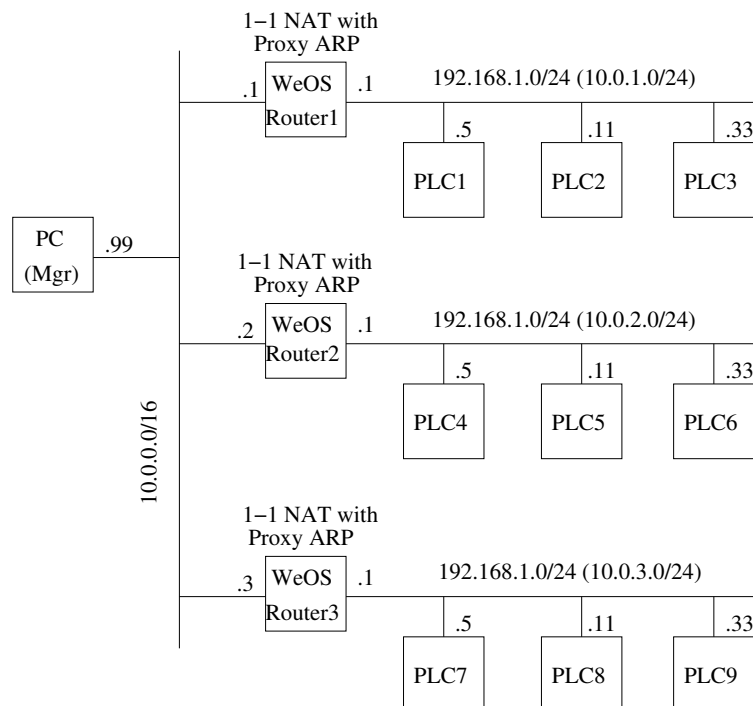 1−1 NAT with
Proxy ARP
.1
WeOS
Router1
.1
192.168.1.0/24 (10.0.1.0/24)
.5
.11
.33
PLC1
PLC2
PLC3
PC
(Mgr)
.99
1−1 NAT with
Proxy ARP
.2
WeOS
Router2
.1
192.168.1.0/24 (10.0.2.0/24)
.5
.11
.33
PLC4
PLC5
PLC6
10.0.0.0/16
1−1 NAT with
Proxy ARP
.3
WeOS
Router3
.1
192.168.1.0/24 (10.0.3.0/24)
.5
.11
.33
PLC7
PLC8
PLC9